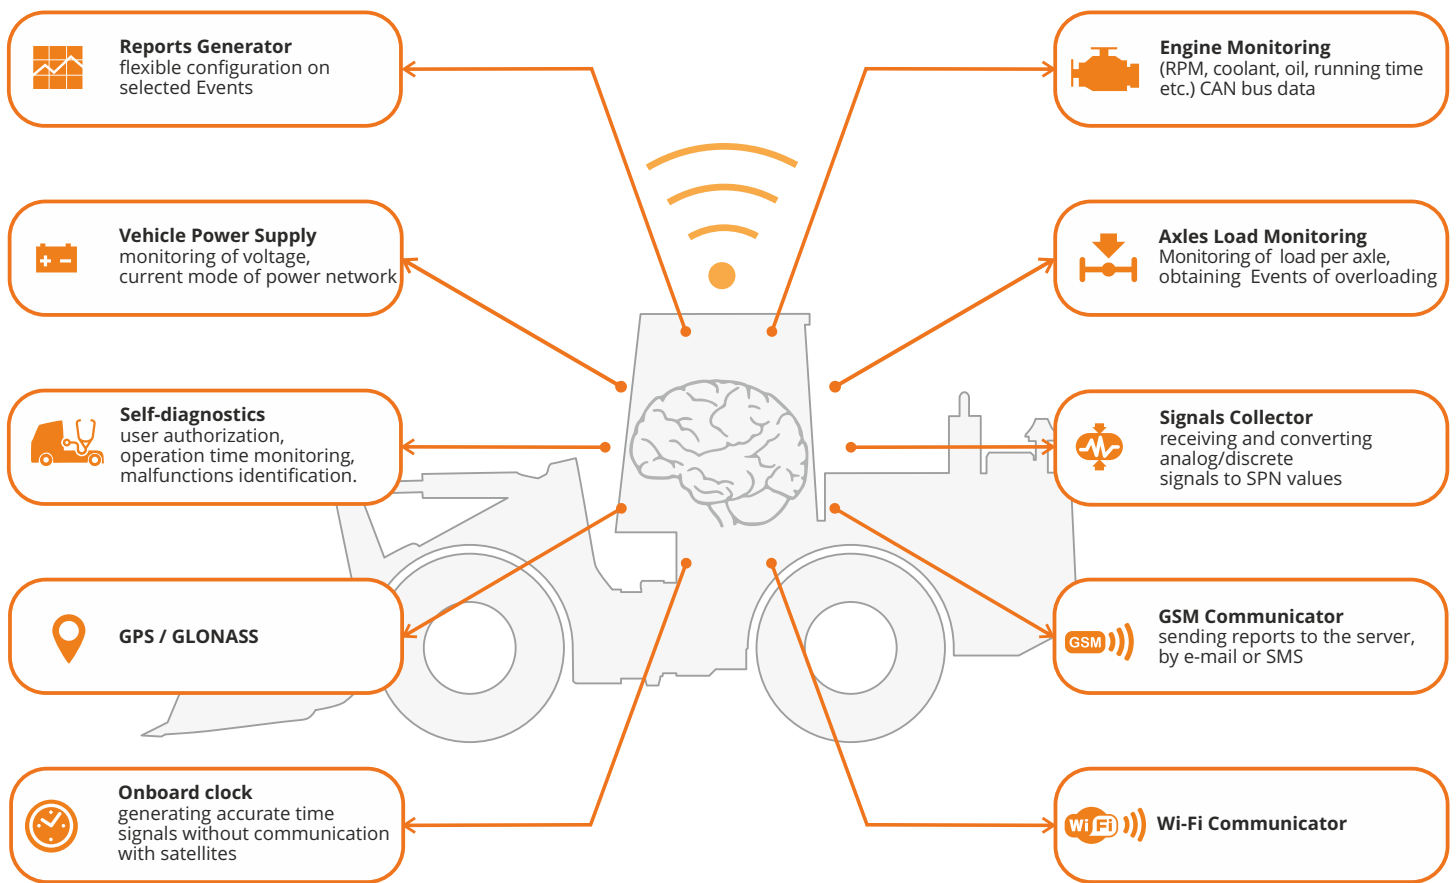 Reports Generator
flexible configuration on
selected Events
Vehicle Power Supply
monitoring of voltage,
current mode of power network
Self-diagnostics
user authorization,
operation time monitoring,
malfunctions identification.
GPS / GLONASS
Onboard clock
generating accurate time
signals without communication
with satellites
Engine Monitoring
(RPM, coolant, oil, running time
etc.) CAN bus data
Axles Load Monitoring
Monitoring of load per axle,
obtaining Events of overloading
Signals Collector
receiving and converting
analog/discrete
signals to SPN values
GSM
GSM Communicator
sending reports to the server,
by e-mail or SMS
WiFi
Wi-Fi Communicator